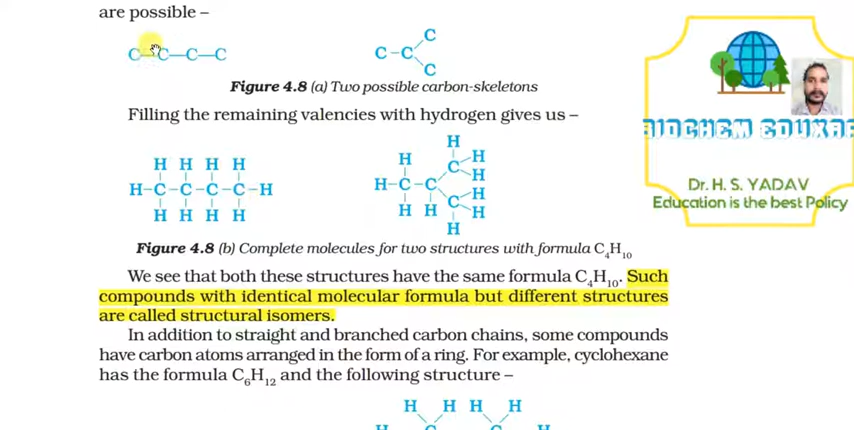 are possible –
C–C–C–C
C–C
C
C
Figure 4.8 (a) Two possible carbon-skeletons
Filling the remaining valencies with hydrogen gives us –
H H H H
H–C–C–C–C–H
H H H H
H
H
H
C
H
H–C–C
H
C
H
H H
H
Figure 4.8 (b) Complete molecules for two structures with formula C₄H₁₀
We see that both these structures have the same formula C₄H₁₀. Such
compounds with identical molecular formula but different structures
are called structural isomers.
In addition to straight and branched carbon chains, some compounds
have carbon atoms arranged in the form of a ring. For example, cyclohexane
has the formula C₆H₁₂ and the following structure –
H H H H
BIOCHEM EDUXAR
Dr. H. S. YADAV
Education is the best Policy